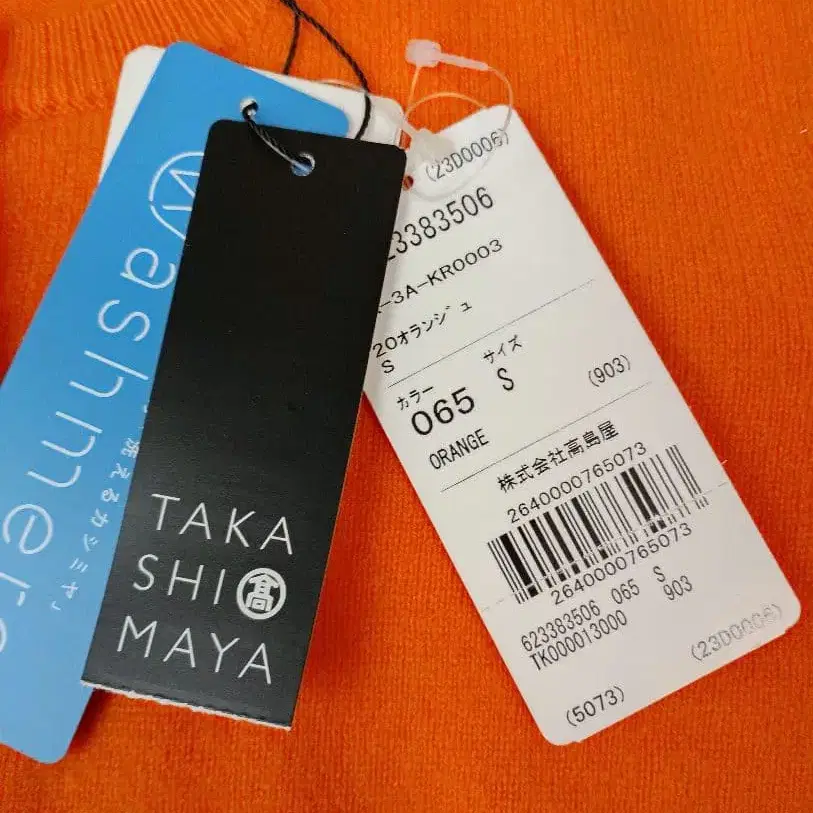 Washmere
洗えるカシミヤ」
TAKA
SHI髙
MAYA
(23D0006)
23383506
-3A-KR0003
20オランジュ
S
カラー サイズ
065 S (903)
ORANGE
株式会社高島屋
2640000765073
2640000765073
623383506 065 S
TK000013000 903
(23D0006)
(5073)